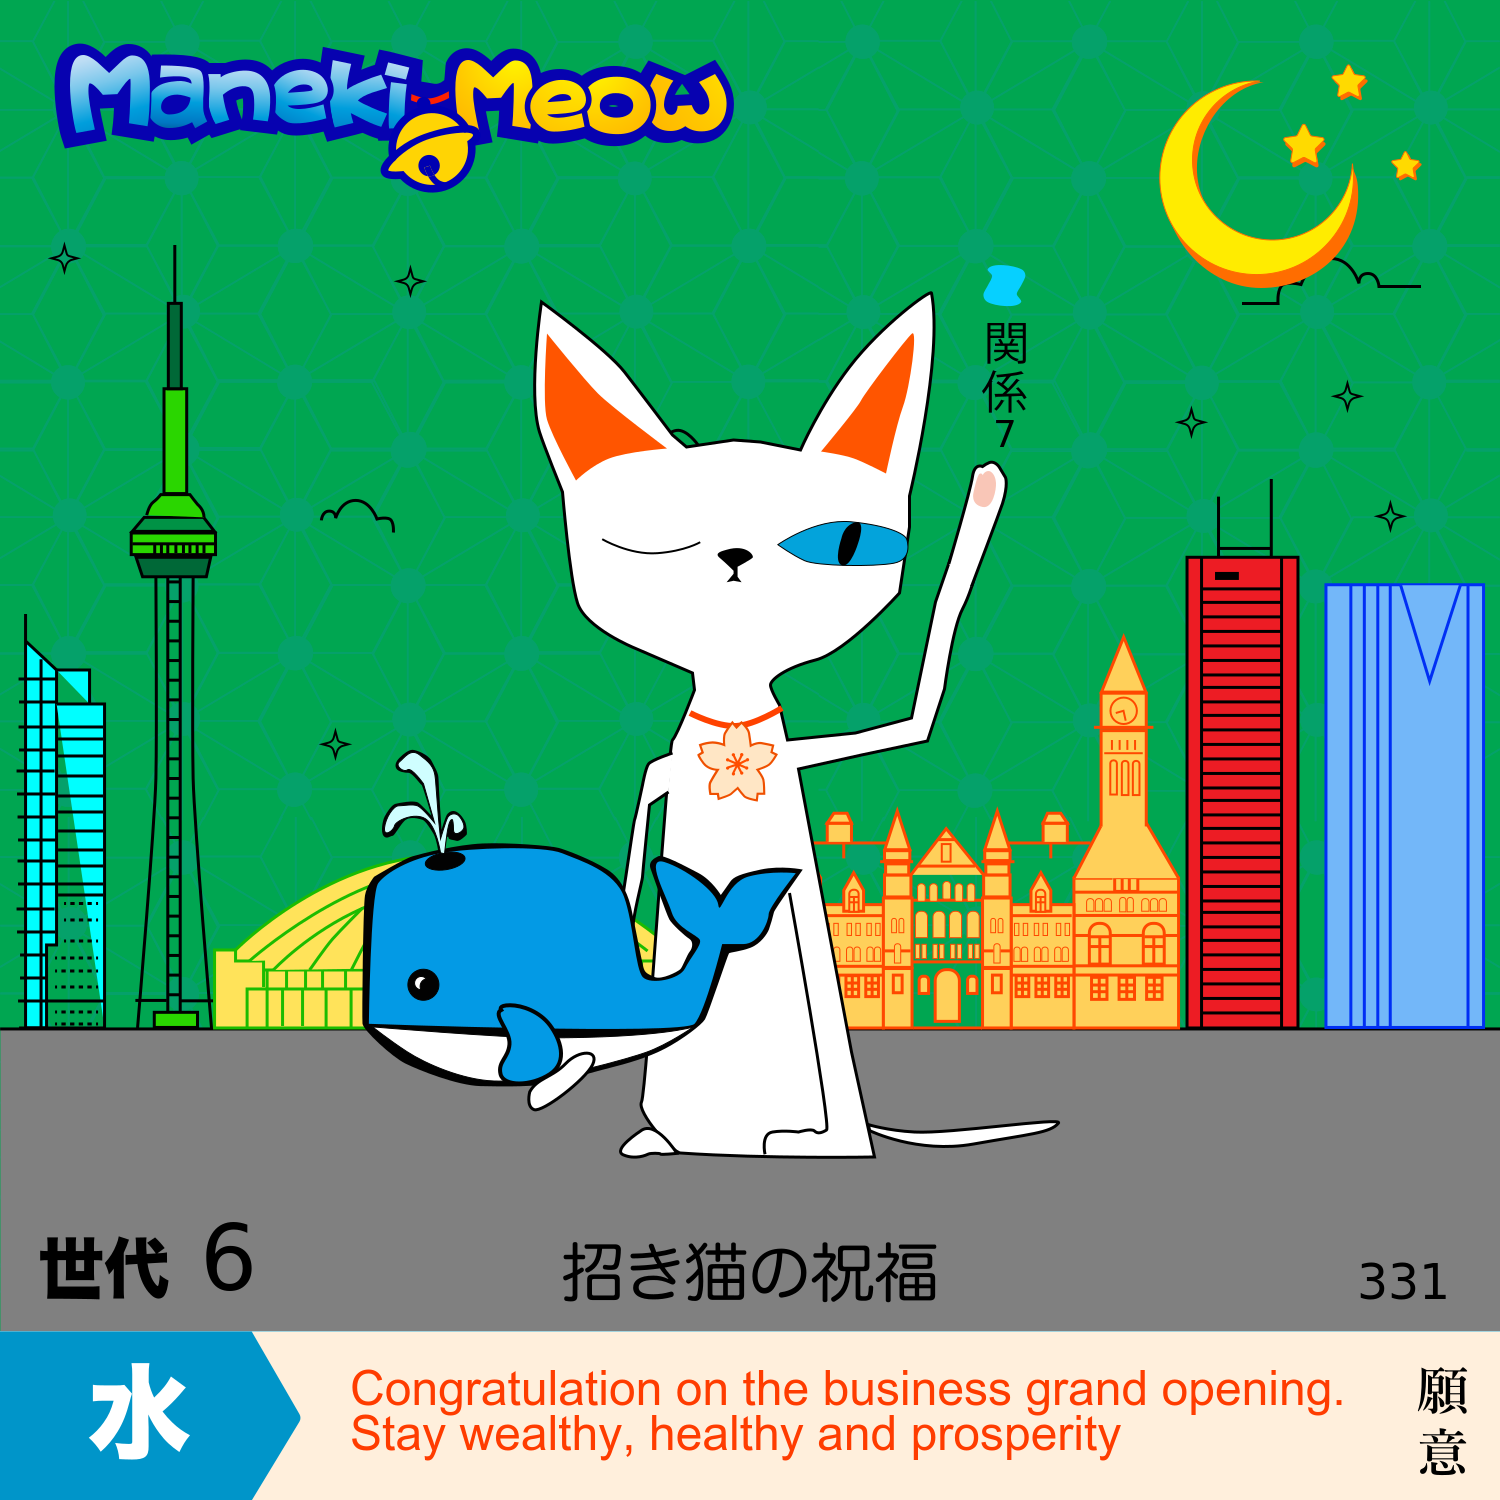 Maneki-Meow
関係7
世代 6
招き猫の祝福
331
水
Congratulation on the business grand opening.
Stay wealthy, healthy and prosperity
願意